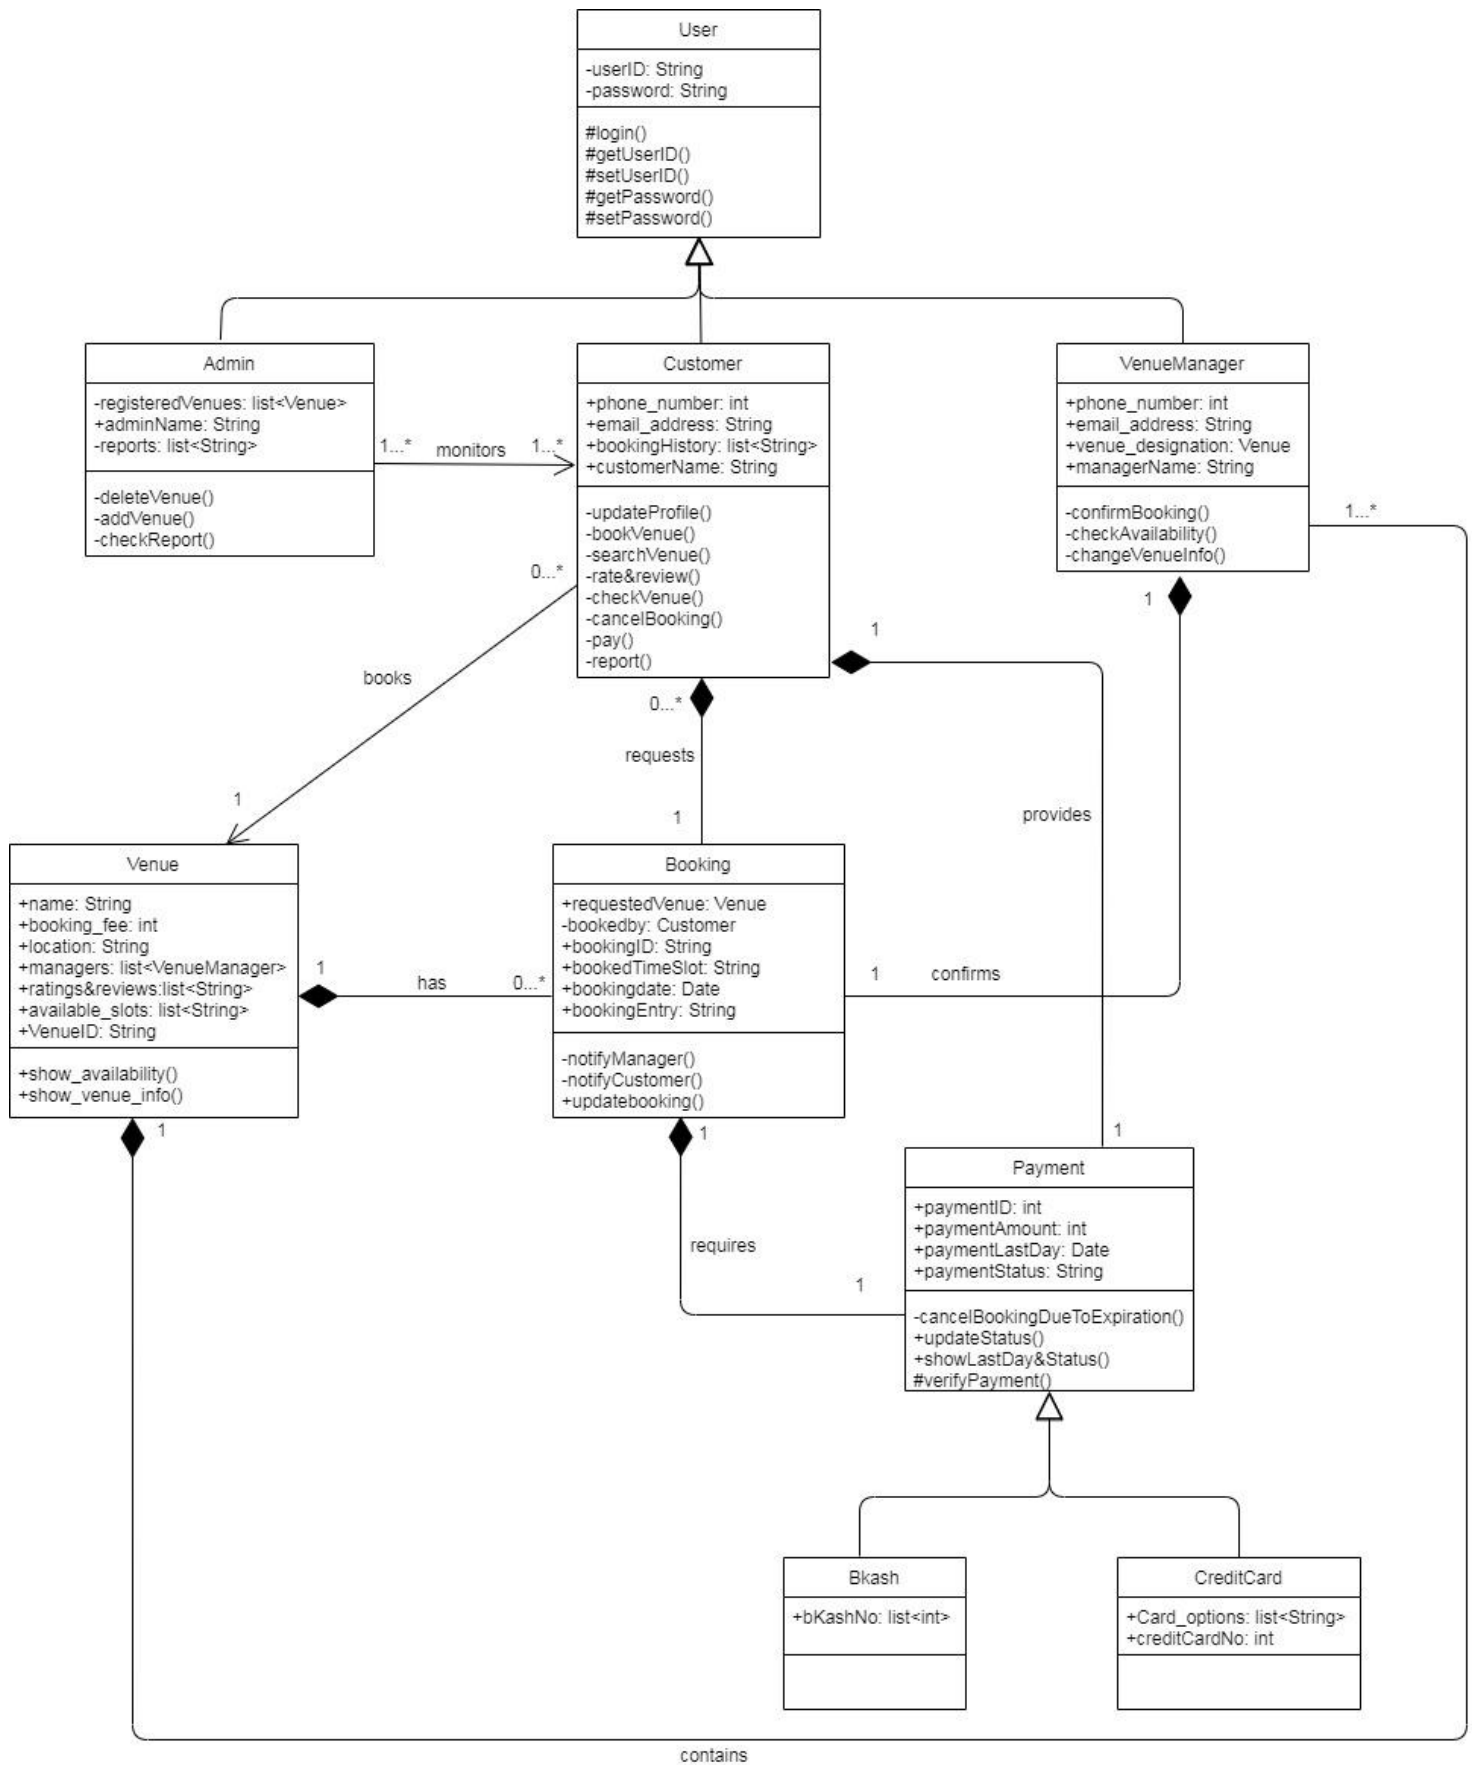 User
-userID: String
-password: String
#login()
#getUserID()
#setUserID()
#getPassword()
#setPassword()
Admin
-registeredVenues: list<Venue>
+adminName: String
-reports: list<String>
-deleteVenue()
-addVenue()
-checkReport()
1...*
monitors
1...*
Customer
+phone_number: int
+email_address: String
+bookingHistory: list<String>
+customerName: String
-updateProfile()
-bookVenue()
-searchVenue()
-rate&review()
-checkVenue()
-cancelBooking()
-pay()
-report()
VenueManager
+phone_number: int
+email_address: String
+venue_designation: Venue
+managerName: String
-confirmBooking()
-checkAvailability()
-changeVenueInfo()
1...*
0...*
books
1
0...*
requests
1
1
provides
1
1
confirms
1
Venue
+name: String
+booking_fee: int
+location: String
+managers: list<VenueManager>
+ratings&reviews:list<String>
+available_slots: list<String>
+VenueID: String
+show_availability()
+show_venue_info()
1
has
0...*
Booking
+requestedVenue: Venue
-bookedby: Customer
+bookingID: String
+bookedTimeSlot: String
+bookingdate: Date
+bookingEntry: String
-notifyManager()
-notifyCustomer()
+updatebooking()
1
1
requires
1
Payment
+paymentID: int
+paymentAmount: int
+paymentLastDay: Date
+paymentStatus: String
-cancelBookingDueToExpiration()
+updateStatus()
+showLastDay&Status()
#verifyPayment()
Bkash
+bKashNo: list<int>
CreditCard
+Card_options: list<String>
+creditCardNo: int
contains